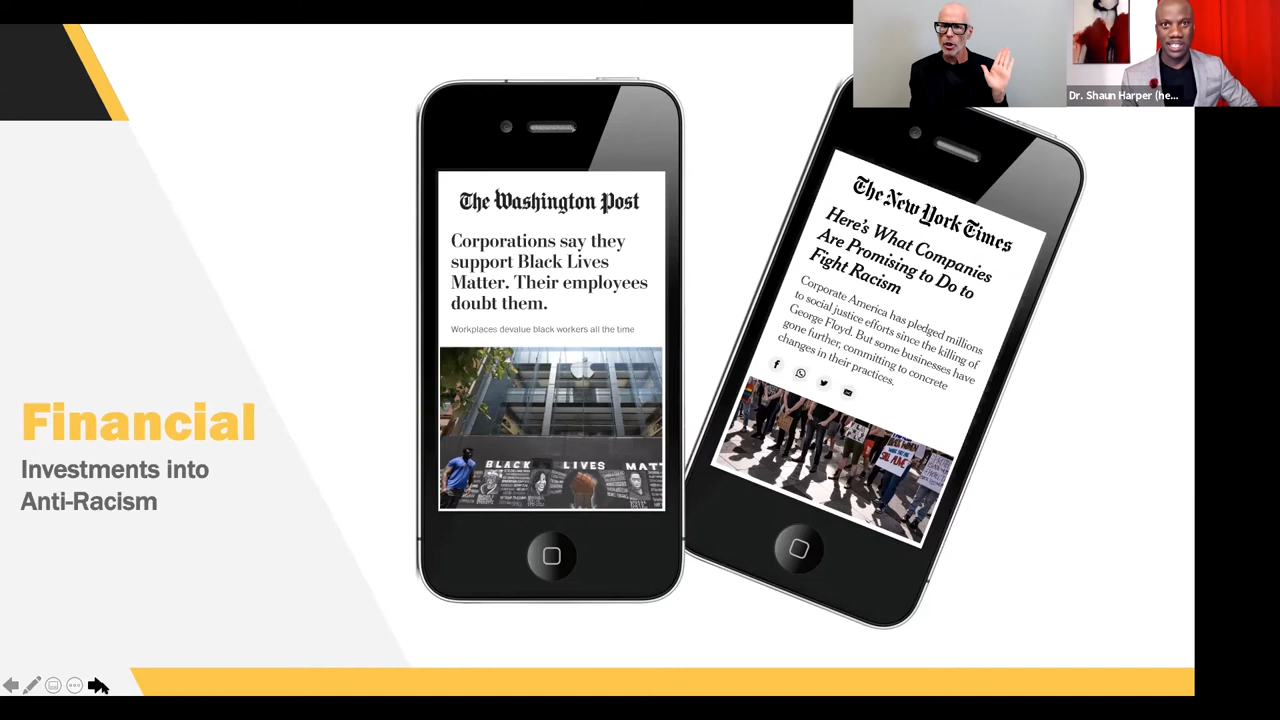 Dr. Shaun Harper (he...
The Washington Post
Corporations say they
support Black Lives
Matter. Their employees
doubt them.
Workplaces devalue black workers all the time
BLACK LIVES MATT
The New York Times
Here's What Companies
Are Promising to Do to
Fight Racism
Corporate America has pledged millions
to social justice efforts since the killing of
George Floyd. But some businesses have
gone further, committing to concrete
changes in their practices.
Financial
Investments into
Anti-Racism